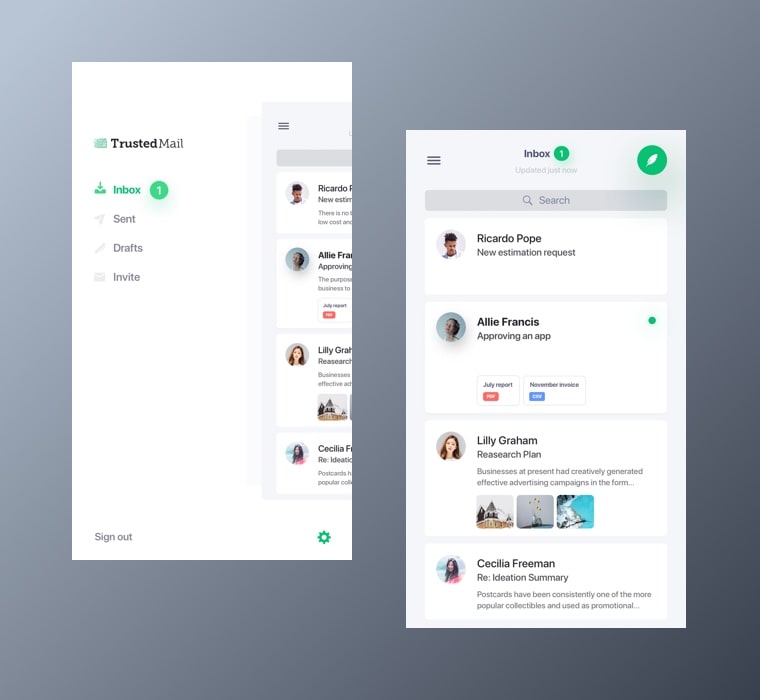 TrustedMail
Inbox 1
Sent
Drafts
Invite
Sign out
Ricardo P
New estim
There is no t
low cost and
Allie Fran
Approving
The purpose
business to
July report
PDF
Lilly Grah
Reasearch
Businesses
effective adv
Cecilia F
Re: Ideation
Postcards h
popular colle
Inbox 1
Updated just now
Search
Ricardo Pope
New estimation request
Allie Francis
Approving an app
July report
PDF
November invoice
CSV
Lilly Graham
Reasearch Plan
Businesses at present had creatively generated
effective advertising campaigns in the form...
Cecilia Freeman
Re: Ideation Summary
Postcards have been consistently one of the more
popular collectibles and used as promotional...